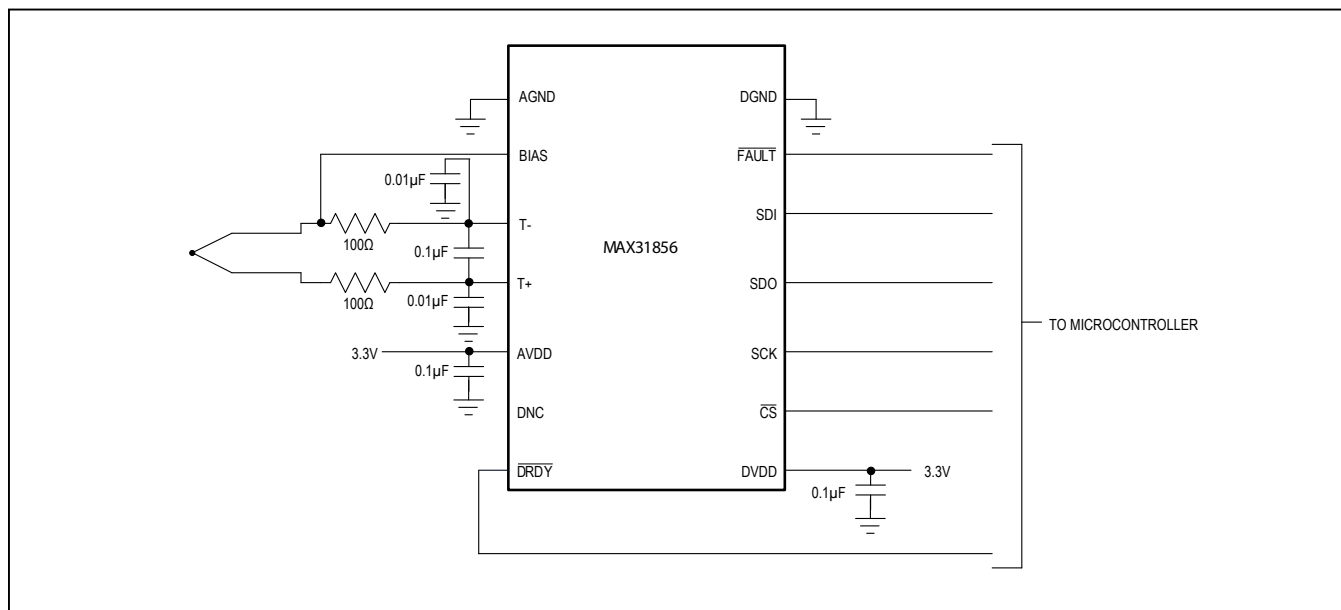 AGND
DGND
BIAS
FAULT
0.01µF
T-
SDI
100Ω
0.1µF
MAX31856
T+
SDO
100Ω
0.01µF
TO MICROCONTROLLER
3.3V
AVDD
SCK
0.1µF
DNC
CS
DRDY
DVDD
3.3V
0.1µF